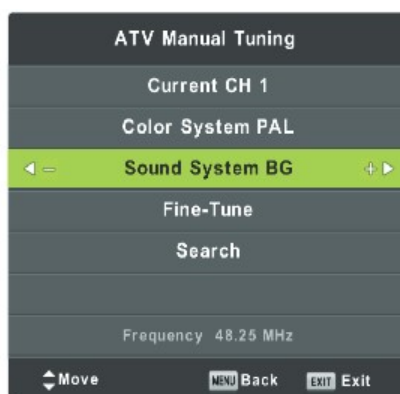 ATV Manual Tuning
Current CH 1
Color System PAL
− Sound System BG +
Fine-Tune
Search
Frequency 48.25 MHz
Move MENU Back EXIT Exit